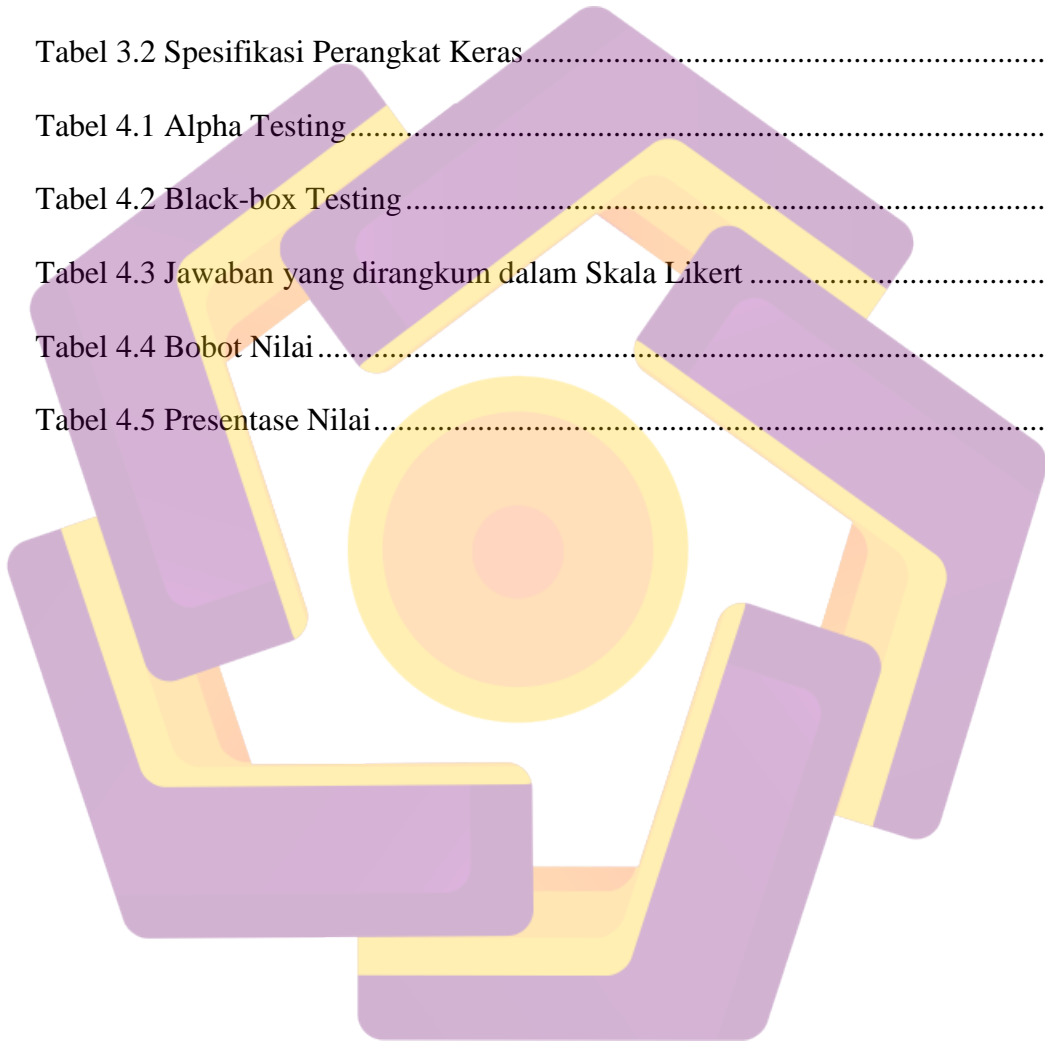 Tabel 3.2 Spesifikasi Perangkat Keras..................................................................
Tabel 4.1 Alpha Testing........................................................................................
Tabel 4.2 Black-box Testing.................................................................................
Tabel 4.3 Jawaban yang dirangkum dalam Skala Likert .....................................
Tabel 4.4 Bobot Nilai............................................................................................
Tabel 4.5 Presentase Nilai.....................................................................................